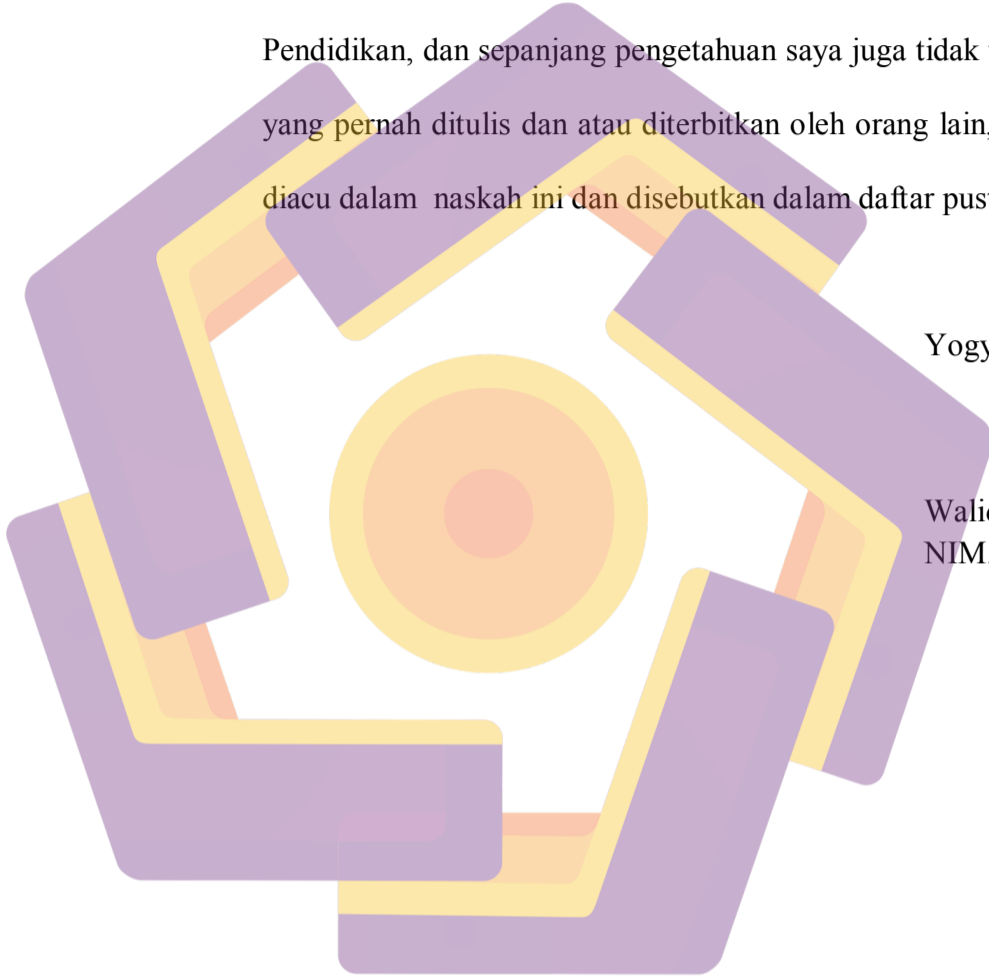 Pendidikan, dan sepanjang pengetahuan saya juga tidak
yang pernah ditulis dan atau diterbitkan oleh orang lain,
diacu dalam naskah ini dan disebutkan dalam daftar